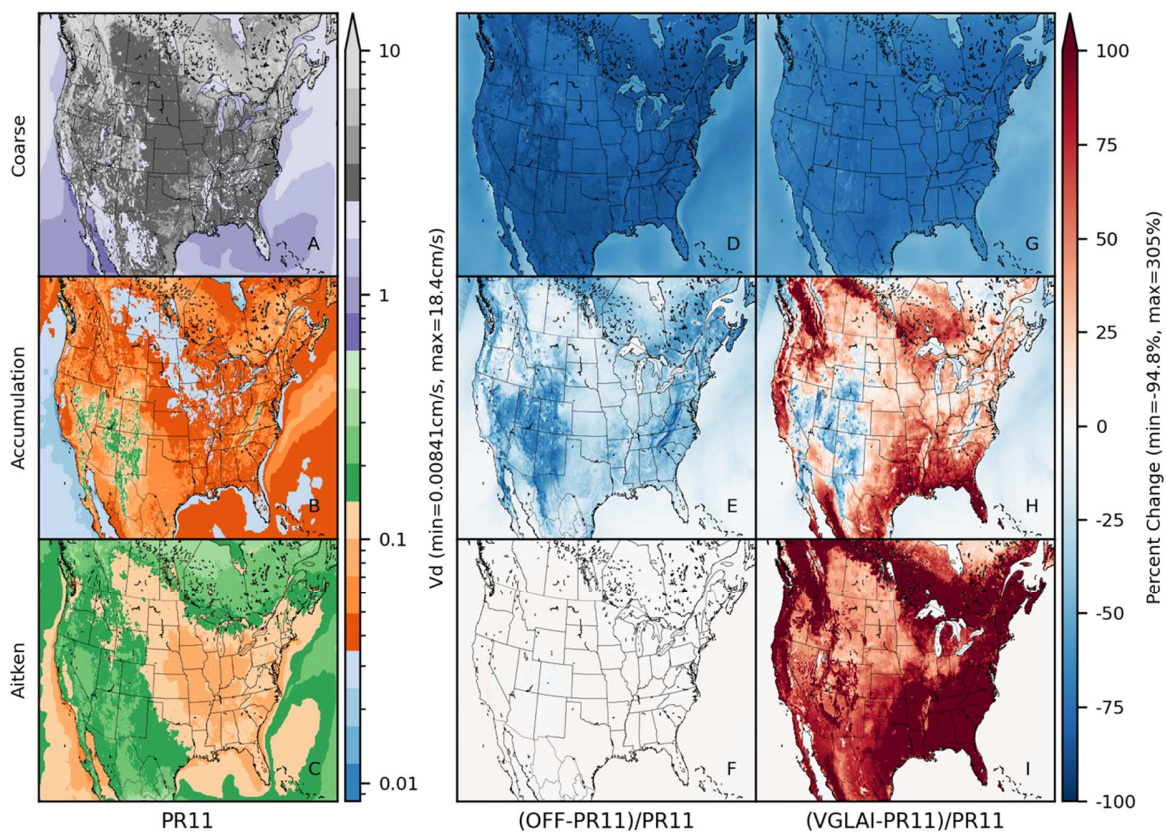 Coarse
A
D
G
Accumulation
B
E
H
Aitken
C
F
I
10
1
0.1
0.01
Vd (min=0.00841cm/s, max=18.4cm/s)
100
75
50
25
0
-25
-50
-75
-100
Percent Change (min=-94.8%, max=305%)
PR11
(OFF-PR11)/PR11
(VGLAI-PR11)/PR11